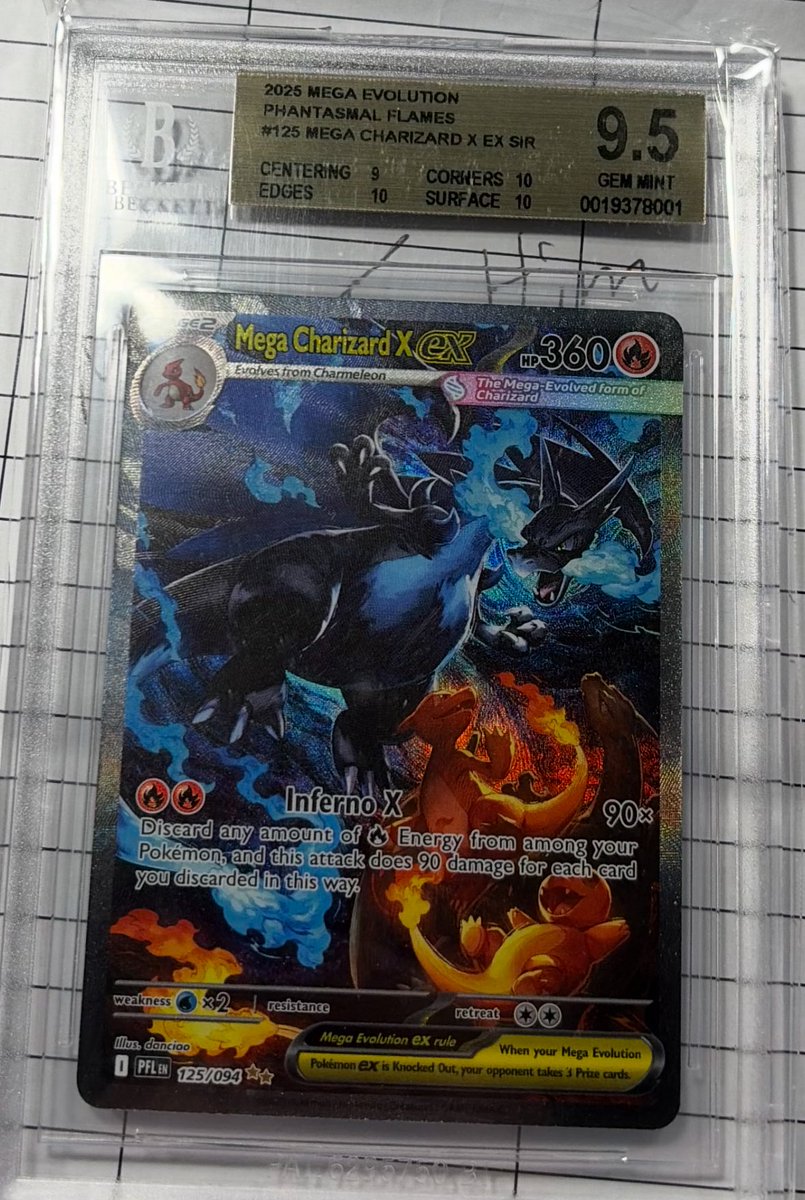 2025 MEGA EVOLUTION
PHANTASMAL FLAMES
#125 MEGA CHARIZARD X EX SIR
9.5
CENTERING 9 CORNERS 10
GEM MINT
EDGES 10 SURFACE 10
0019378001
B
BECKETT
Him
Mega Charizard X ex
HP 360
Evolves from Charmeleon
The Mega-Evolved form of
Charizard
Inferno X 90×
Discard any amount of Energy from among your
Pokémon, and this attack does 90 damage for each card
you discarded in this way.
weakness ×2 resistance retreat
Illus. danciao
Mega Evolution ex rule
When your Mega Evolution
Pokémon ex is Knocked Out, your opponent takes 3 Prize cards.
I PFL EN 125/094